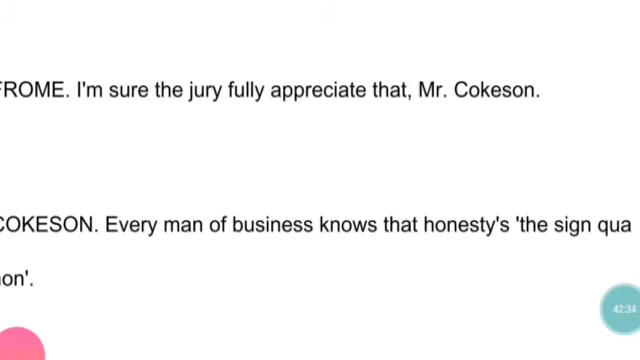 FROME. I'm sure the jury fully appreciate that, Mr. Cokeson.
COKESON. Every man of business knows that honesty's 'the sign qua
non'.
42:34